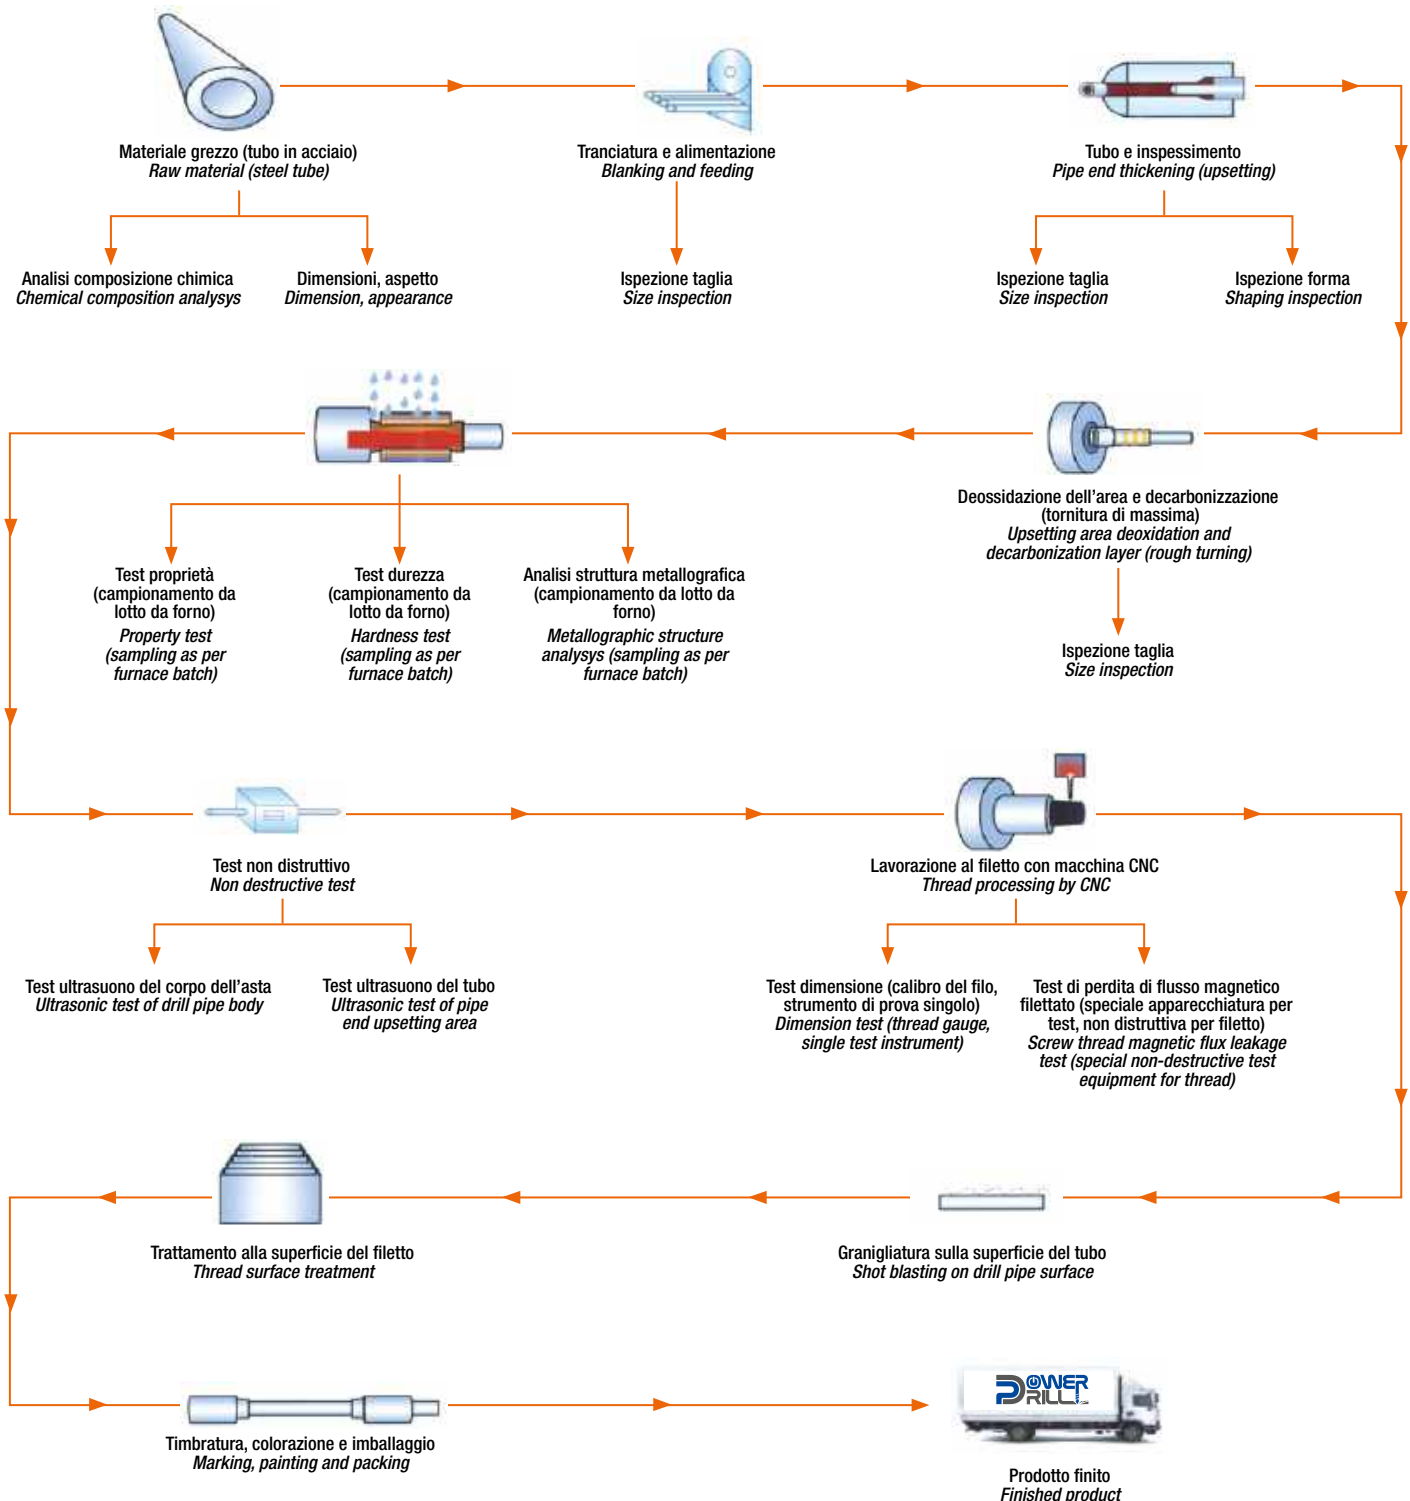 Materiale grezzo (tubo in acciaio)
Raw material (steel tube)
Tranciatura e alimentazione
Blanking and feeding
Tubo e inspessimento
Pipe end thickening (upsetting)
Analisi composizione chimica
Chemical composition analysys
Dimensioni, aspetto
Dimension, appearance
Ispezione taglia
Size inspection
Ispezione taglia
Size inspection
Ispezione forma
Shaping inspection
Deossidazione dell'area e decarbonizzazione
(tornitura di massima)
Upsetting area deoxidation and
decarbonization layer (rough turning)
Test proprietà
(campionamento da
lotto da forno)
Property test
(sampling as per
furnace batch)
Test durezza
(campionamento da
lotto da forno)
Hardness test
(sampling as per
furnace batch)
Analisi struttura metallografica
(campionamento da lotto da
forno)
Metallographic structure
analysys (sampling as per
furnace batch)
Ispezione taglia
Size inspection
Test non distruttivo
Non destructive test
Lavorazione al filetto con macchina CNC
Thread processing by CNC
Test ultrasuono del corpo dell'asta
Ultrasonic test of drill pipe body
Test ultrasuono del tubo
Ultrasonic test of pipe
end upsetting area
Test dimensione (calibro del filo,
strumento di prova singolo)
Dimension test (thread gauge,
single test instrument)
Test di perdita di flusso magnetico
filettato (speciale apparecchiatura per
test, non distruttiva per filetto)
Screw thread magnetic flux leakage
test (special non-destructive test
equipment for thread)
Trattamento alla superficie del filetto
Thread surface treatment
Granigliatura sulla superficie del tubo
Shot blasting on drill pipe surface
Timbratura, colorazione e imballaggio
Marking, painting and packing
POWER
DRILL
Prodotto finito
Finished product